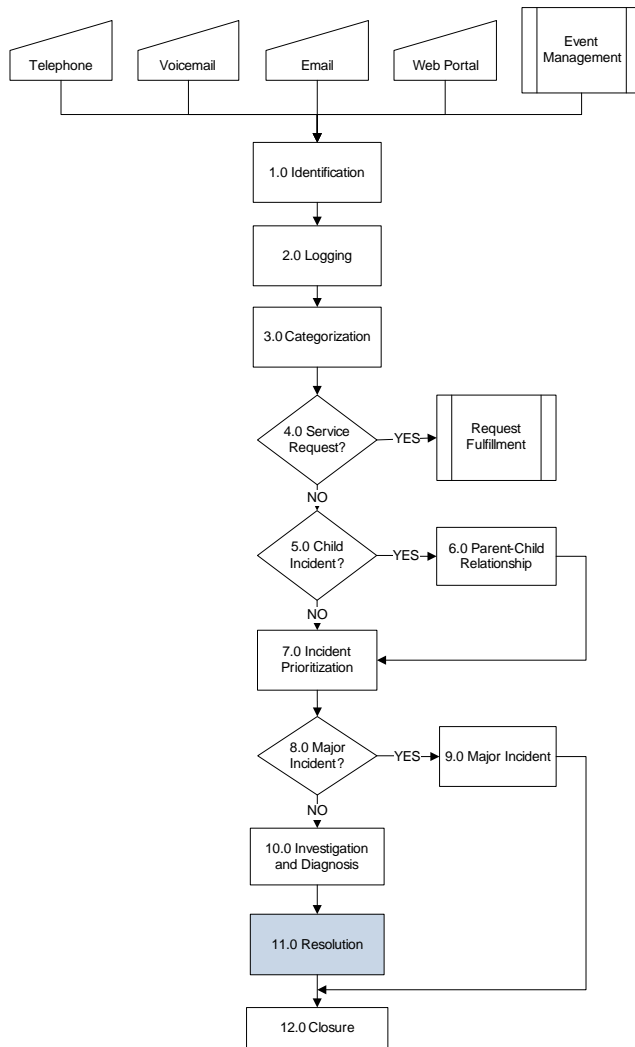 Telephone
Voicemail
Email
Web Portal
Event
Management
1.0 Identification
2.0 Logging
3.0 Categorization
4.0 Service
Request?
YES
Request
Fulfillment
NO
5.0 Child
Incident?
YES
6.0 Parent-Child
Relationship
NO
7.0 Incident
Prioritization
8.0 Major
Incident?
YES
9.0 Major Incident
NO
10.0 Investigation
and Diagnosis
11.0 Resolution
12.0 Closure